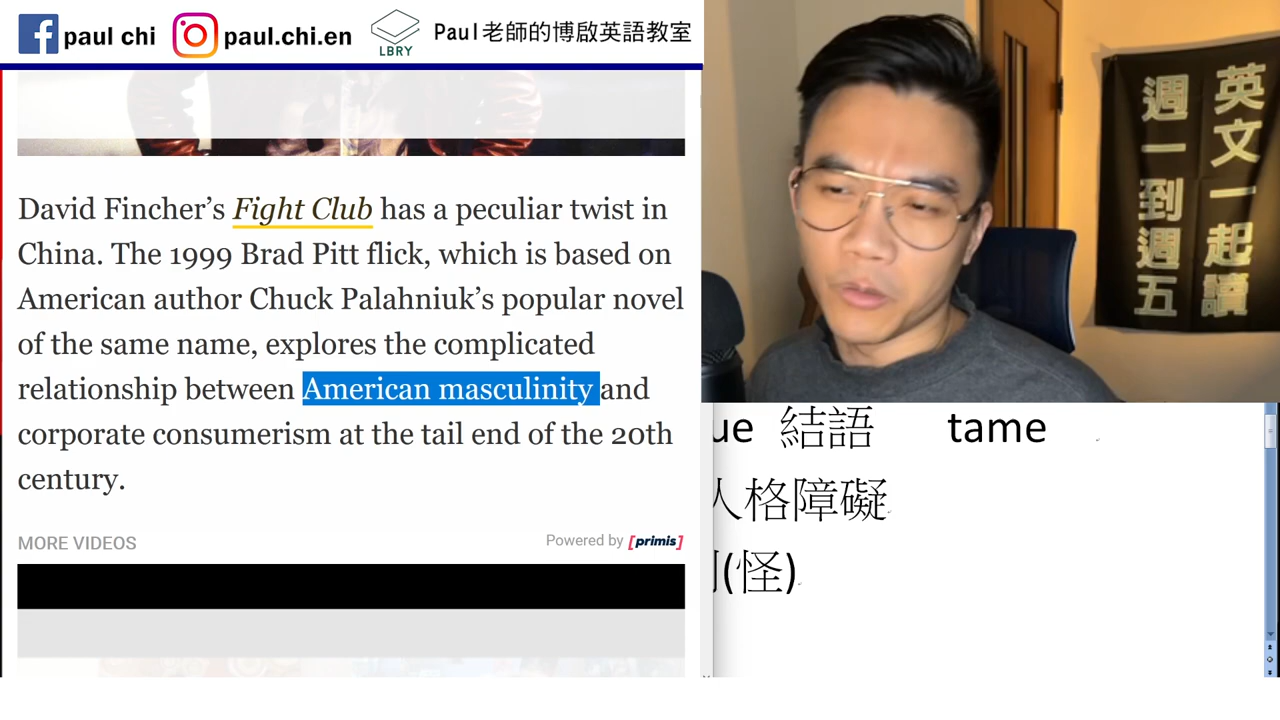 paul chi
paul.chi.en
LBRY
Paul老師的博啟英語教室
David Fincher’s Fight Club has a peculiar twist in
China. The 1999 Brad Pitt flick, which is based on
American author Chuck Palahniuk’s popular novel
of the same name, explores the complicated
relationship between American masculinity and
corporate consumerism at the tail end of the 20th
century.
MORE VIDEOS
Powered by [primis]
英文一起讀
週一到週五
ue 結語 tame
人格障礙
(怪)